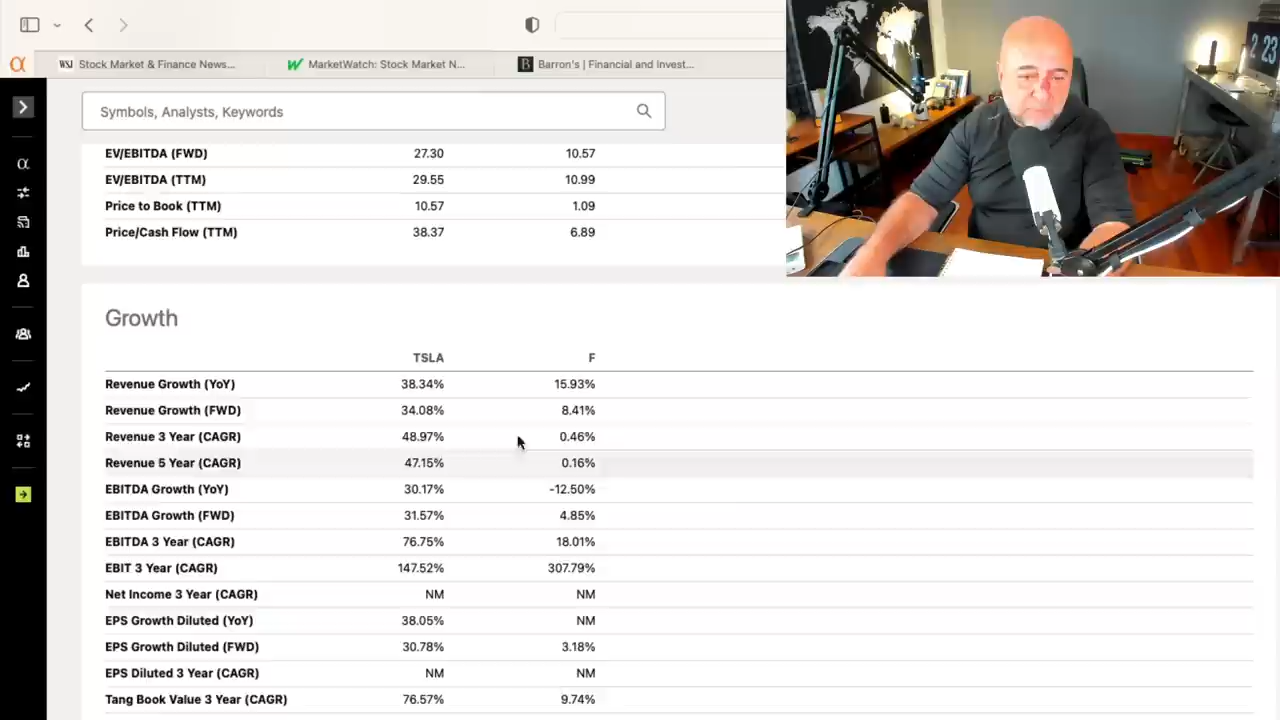 WSJ Stock Market & Finance News...
MarketWatch: Stock Market N...
B Barron's | Financial and Invest...
2 23
Symbols, Analysts, Keywords
EV/EBITDA (FWD) 27.30 10.57
EV/EBITDA (TTM) 29.55 10.99
Price to Book (TTM) 10.57 1.09
Price/Cash Flow (TTM) 38.37 6.89
Growth
TSLA F
Revenue Growth (YoY) 38.34% 15.93%
Revenue Growth (FWD) 34.08% 8.41%
Revenue 3 Year (CAGR) 48.97% 0.46%
Revenue 5 Year (CAGR) 47.15% 0.16%
EBITDA Growth (YoY) 30.17% -12.50%
EBITDA Growth (FWD) 31.57% 4.85%
EBITDA 3 Year (CAGR) 76.75% 18.01%
EBIT 3 Year (CAGR) 147.52% 307.79%
Net Income 3 Year (CAGR) NM NM
EPS Growth Diluted (YoY) 38.05% NM
EPS Growth Diluted (FWD) 30.78% 3.18%
EPS Diluted 3 Year (CAGR) NM NM
Tang Book Value 3 Year (CAGR) 76.57% 9.74%